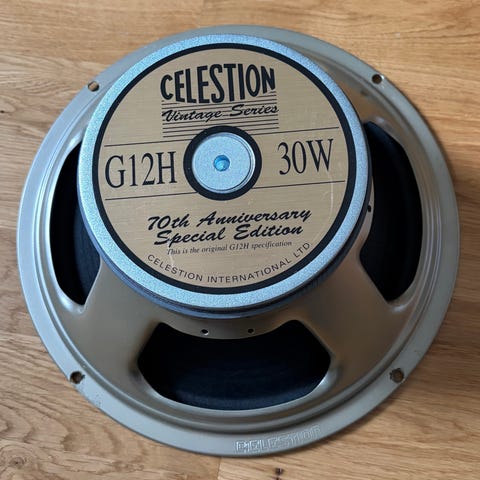 CELESTION
Vintage Series
G12H 30W
70th Anniversary
Special Edition
This is the original G12H specification
CELESTION INTERNATIONAL LTD.
CELESTION